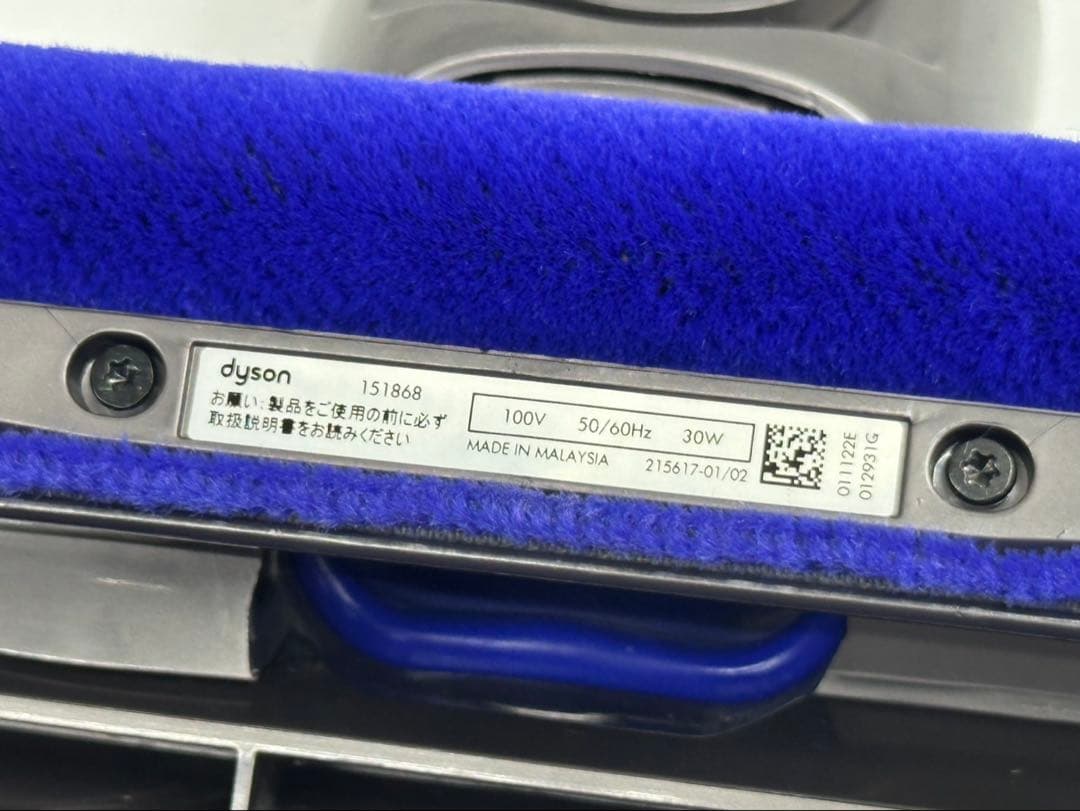 dyson
151868
お願い:製品をご使用の前に必ず
取扱説明書をお読みください
100V 50/60Hz 30W
MADE IN MALAYSIA
215617-01/02
011122E
012931G